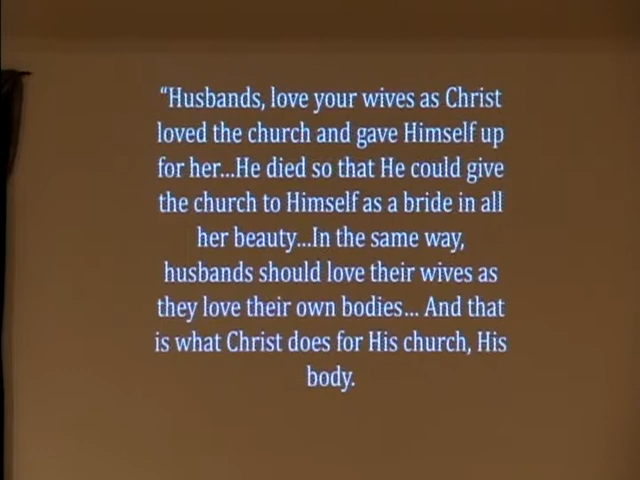 “Husbands, love your wives as Christ
loved the church and gave Himself up
for her...He died so that He could give
the church to Himself as a bride in all
her beauty...In the same way,
husbands should love their wives as
they love their own bodies... And that
is what Christ does for His church, His
body.